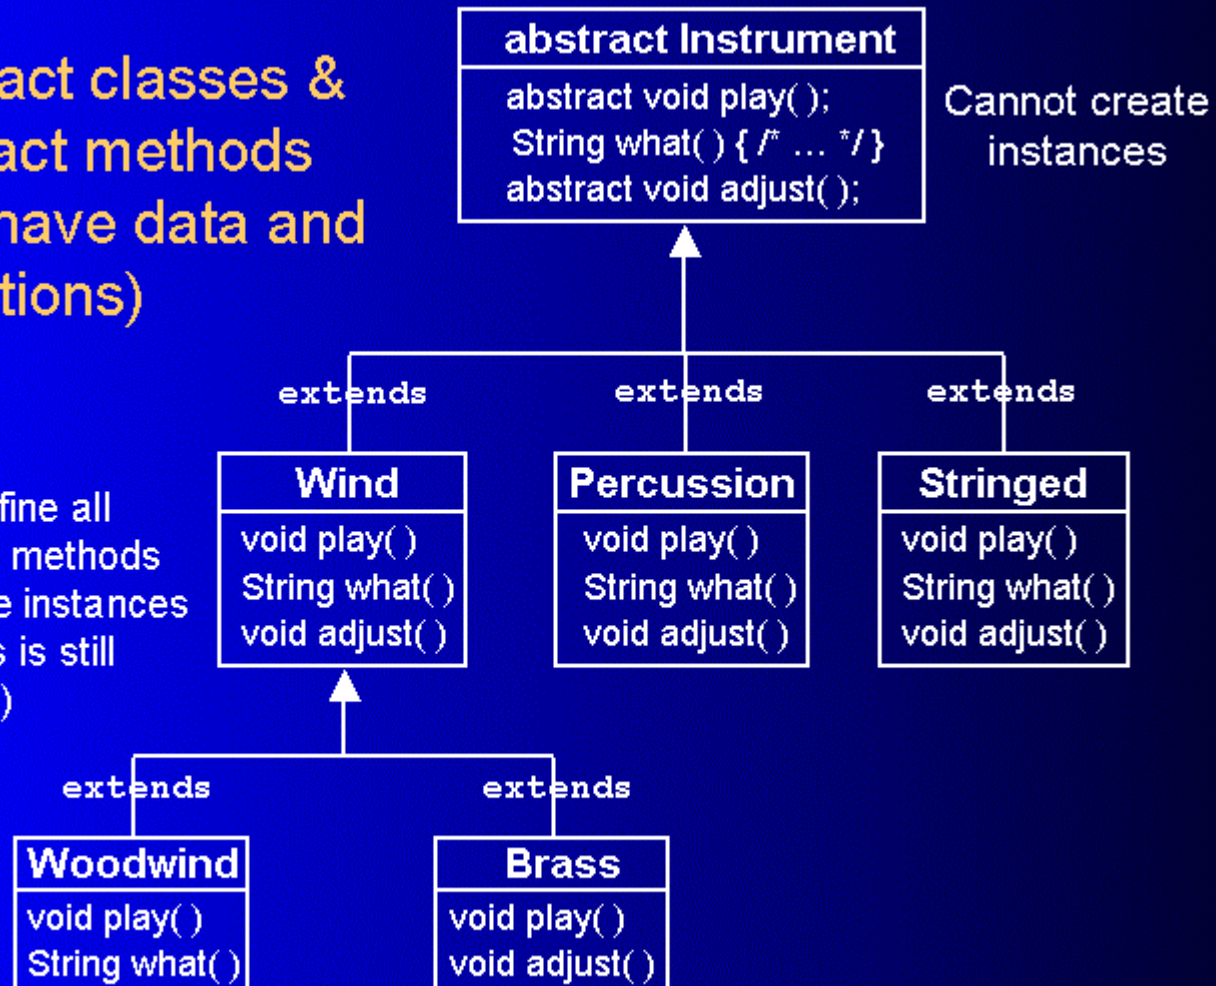 act classes &
act methods
have data and
tions)
abstract Instrument
abstract void play( );
String what( ) { /* ... */ }
abstract void adjust( );
Cannot create
instances
extends
extends
extends
fine all
methods
e instances
s is still
)
Wind
void play( )
String what( )
void adjust( )
Percussion
void play( )
String what( )
void adjust( )
Stringed
void play( )
String what( )
void adjust( )
extends
extends
Woodwind
void play( )
String what( )
Brass
void play( )
void adjust( )